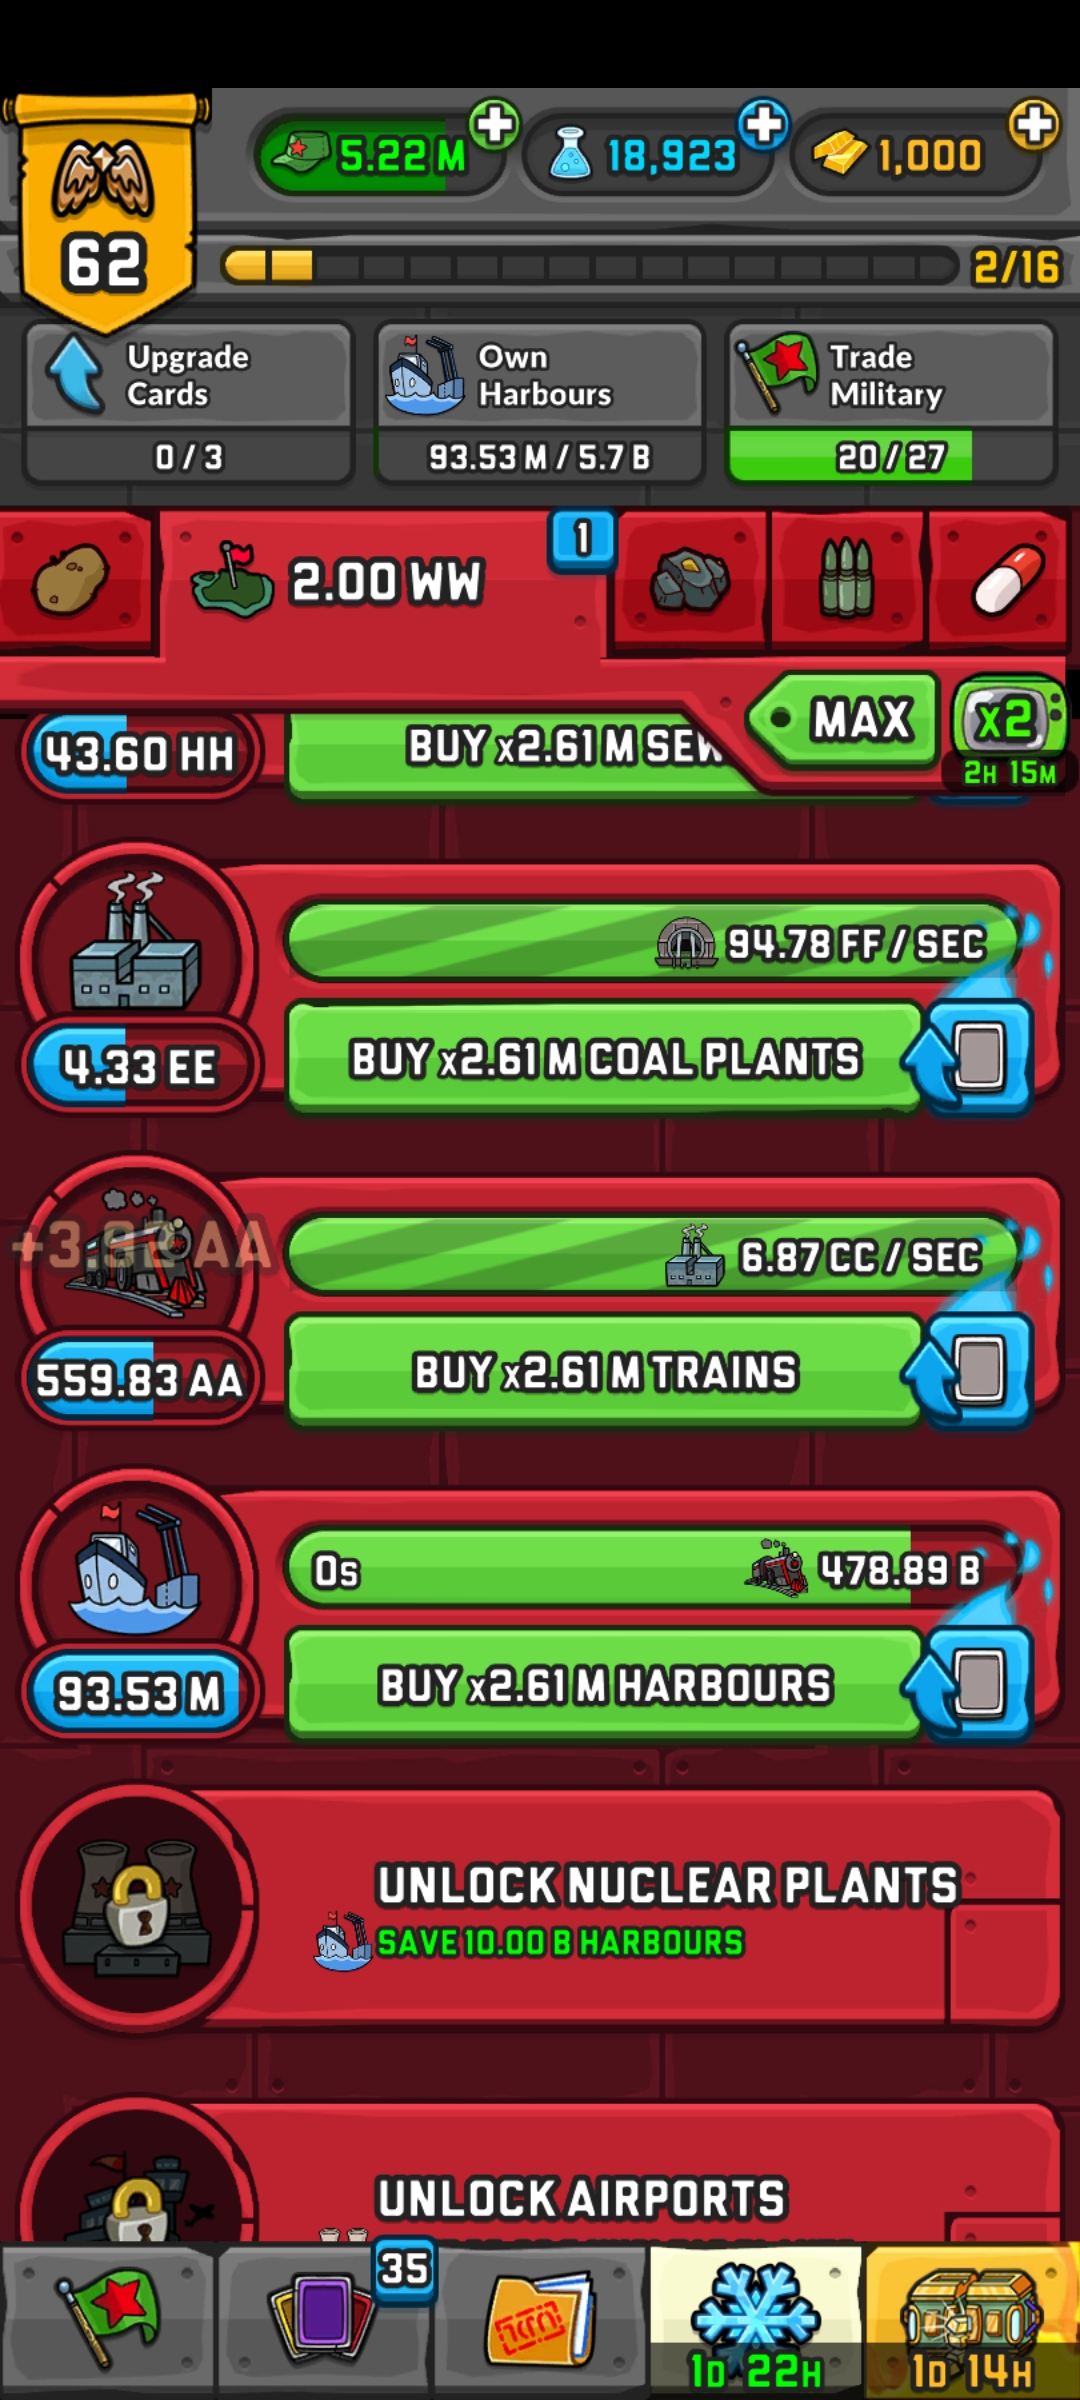 5.22 M
18,923
1,000
62
2/16
Upgrade
Cards
0 / 3
Own
Harbours
93.53 M / 5.7 B
Trade
Military
20 / 27
2.00 WW
1
MAX
x2
2H 15M
43.60 HH
BUY x2.61 M
94.78 FF / SEC
4.33 EE
BUY x2.61 M COAL PLANTS
6.87 CC / SEC
559.83 AA
BUY x2.61 M TRAINS
0s
478.89 B
93.53 M
BUY x2.61 M HARBOURS
UNLOCK NUCLEAR PLANTS
SAVE 10.00 B HARBOURS
UNLOCK AIRPORTS
35
1D 22H
1D 14H